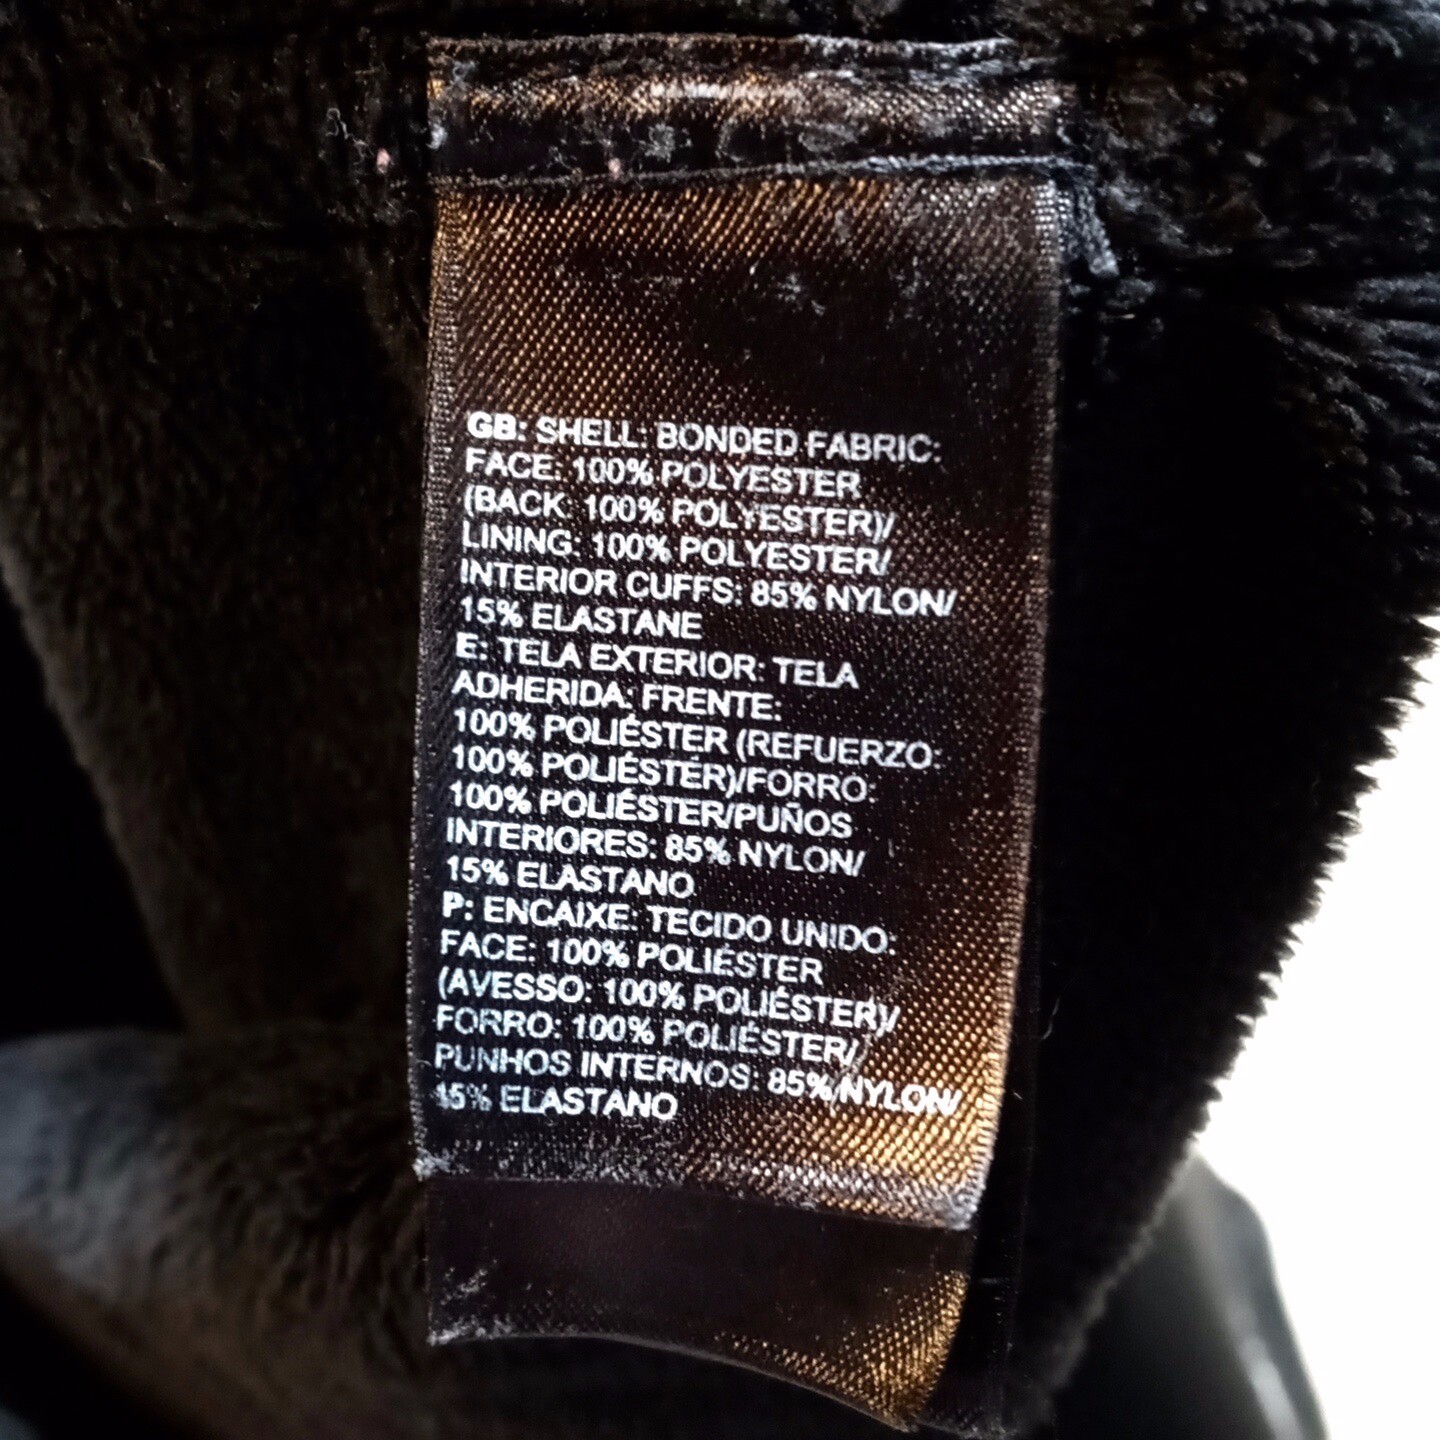 GB: SHELL: BONDED FABRIC:
FACE: 100% POLYESTER
(BACK: 100% POLYESTER)/
LINING: 100% POLYESTER/
INTERIOR CUFFS: 85% NYLON/
15% ELASTANE
E: TELA EXTERIOR: TELA
ADHERIDA: FRENTE:
100% POLIÉSTER (REFUERZO:
100% POLIÉSTER)/FORRO:
100% POLIÉSTER/PUÑOS
INTERIORES: 85% NYLON/
15% ELASTANO
P: ENCAIXE: TECIDO UNIDO:
FACE: 100% POLIÉSTER
(AVESSO: 100% POLIÉSTER)/
FORRO: 100% POLIÉSTER/
PUNHOS INTERNOS: 85% NYLON/
15% ELASTANO